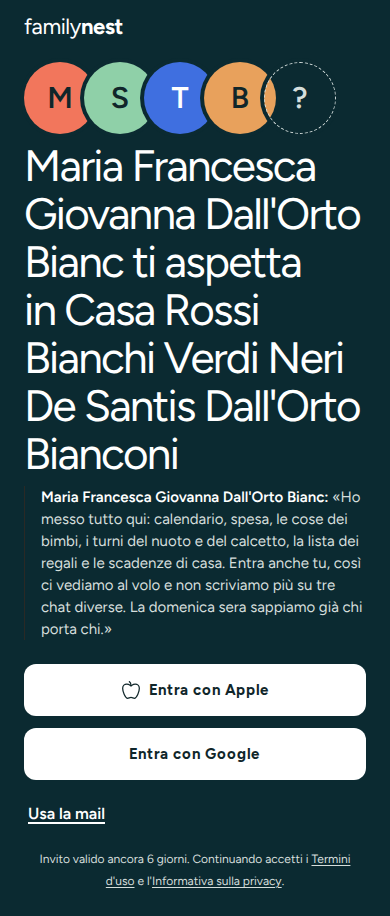 familynest
M S T B ?
Maria Francesca
Giovanna Dall'Orto
Bianc ti aspetta
in Casa Rossi
Bianchi Verdi Neri
De Santis Dall'Orto
Bianconi
Maria Francesca Giovanna Dall'Orto Bianc: «Ho
messo tutto qui: calendario, spesa, le cose dei
bimbi, i turni del nuoto e del calcetto, la lista dei
regali e le scadenze di casa. Entra anche tu, così
ci vediamo al volo e non scriviamo più su tre
chat diverse. La domenica sera sappiamo già chi
porta chi.»
Entra con Apple
Entra con Google
Usa la mail
Invito valido ancora 6 giorni. Continuando accetti i Termini
d'uso e l'Informativa sulla privacy.